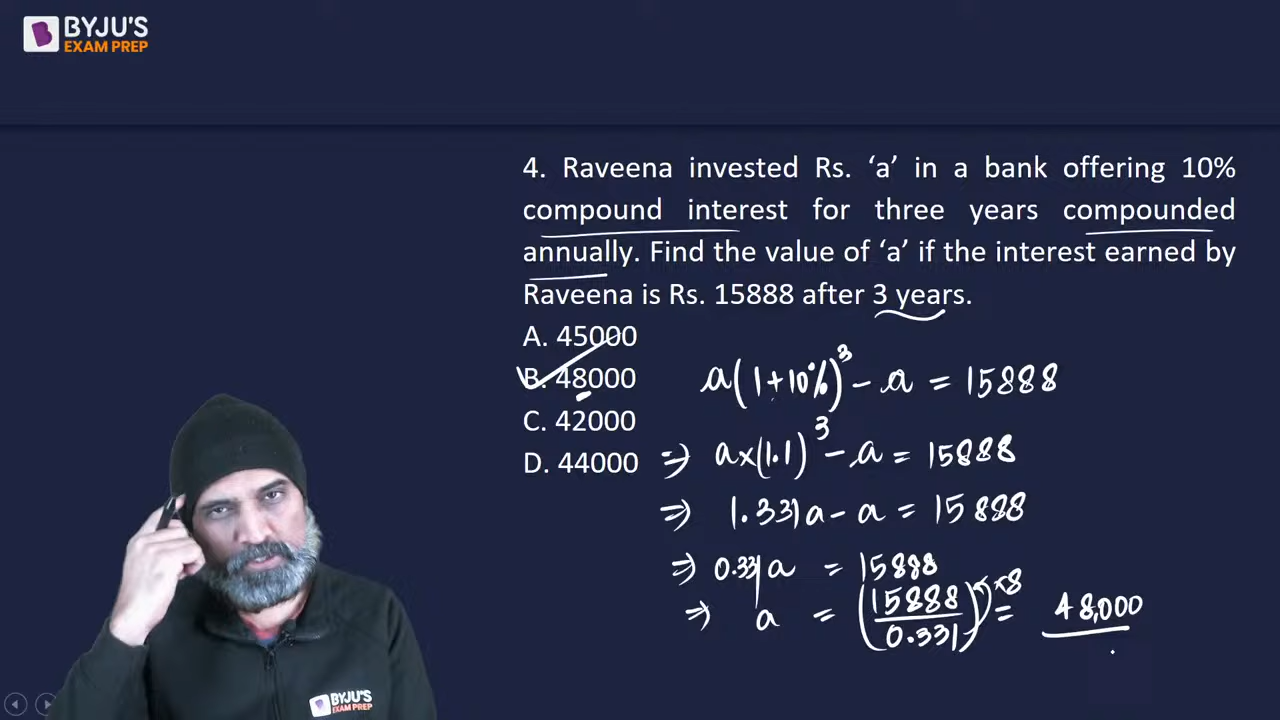 BYJU'S
EXAM PREP
4. Raveena invested Rs. ‘a’ in a bank offering 10%
compound interest for three years compounded
annually. Find the value of ‘a’ if the interest earned by
Raveena is Rs. 15888 after 3 years.
A. 45000
B. 48000
C. 42000
D. 44000
a(1+10%)³ - a = 15888
⇒ a×(1.1)³ - a = 15888
⇒ 1.331a - a = 15888
⇒ 0.331a = 15888
⇒ a = (15888/0.331) ×8 = 48,000
BYJU'S
EXAM PREP